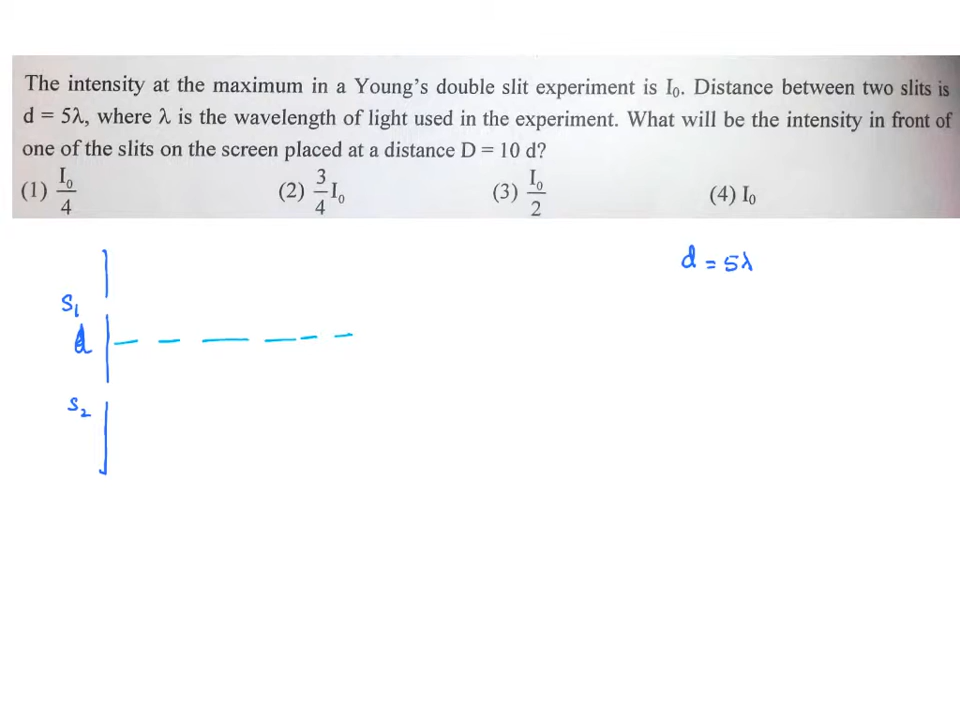 The intensity at the maximum in a Young's double slit experiment is I₀. Distance between two slits is
d = 5λ, where λ is the wavelength of light used in the experiment. What will be the intensity in front of
one of the slits on the screen placed at a distance D = 10 d?
(1) I₀/4 (2) 3/4 I₀ (3) I₀/2 (4) I₀
d = 5λ
S₁
d
S₂